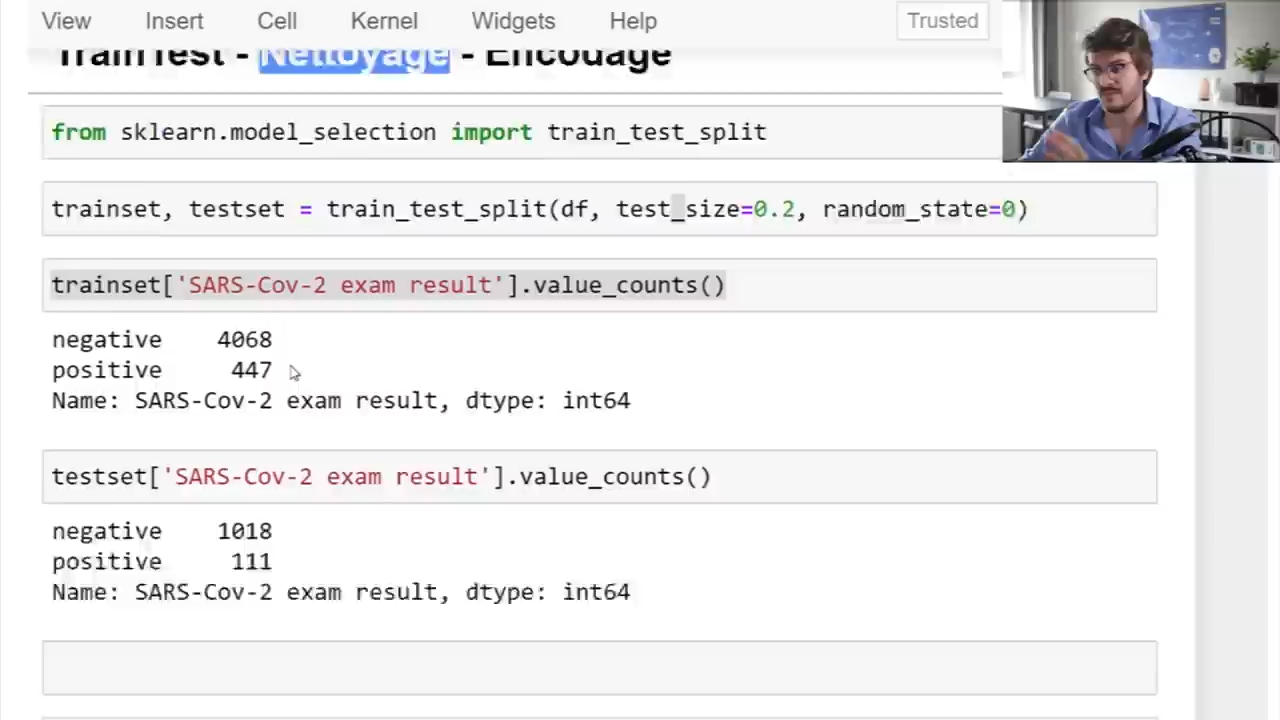 View Insert Cell Kernel Widgets Help Trusted
TrainTest - Nettoyage - Encodage
from sklearn.model_selection import train_test_split
trainset, testset = train_test_split(df, test_size=0.2, random_state=0)
trainset['SARS-Cov-2 exam result'].value_counts()
negative 4068
positive 447
Name: SARS-Cov-2 exam result, dtype: int64
testset['SARS-Cov-2 exam result'].value_counts()
negative 1018
positive 111
Name: SARS-Cov-2 exam result, dtype: int64